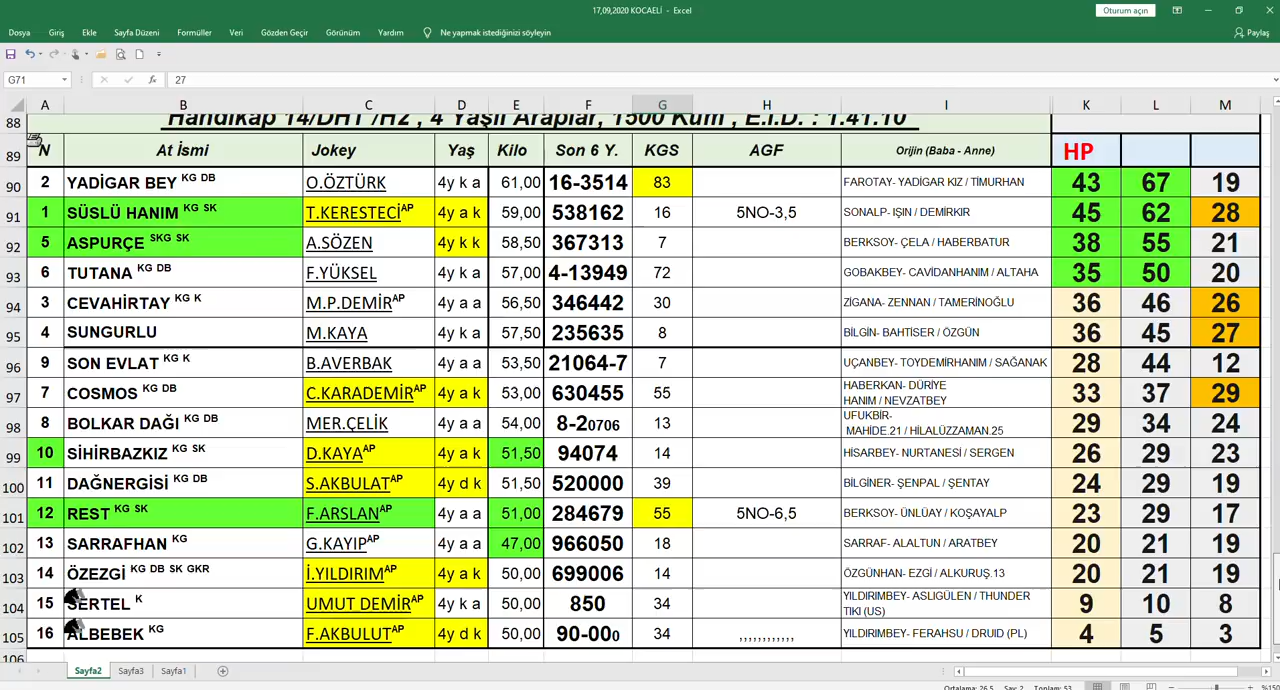 17,09,2020 KOCAELİ - Excel
Oturum açın
Dosya Giriş Ekle Sayfa Düzeni Formüller Veri Gözden Geçir Görünüm Yardım Ne yapmak istediğinizi söyleyin Paylaş
G71 fx 27
A B C D E F G H I K L M
88 Handikap 14/DHT /H2 , 4 Yaşlı Araplar, 1500 Kum , E.İ.D. : 1.41.10
89 N At İsmi Jokey Yaş Kilo Son 6 Y. KGS AGF Orijin (Baba - Anne) HP
90 2 YADİGAR BEY KG DB O.ÖZTÜRK 4y k a 61,00 16-3514 83 FAROTAY- YADİGAR KIZ / TİMURHAN 43 67 19
91 1 SÜSLÜ HANIM KG SK T.KERESTECİAP 4y a k 59,00 538162 16 5NO-3,5 SONALP- IŞIN / DEMİRKIR 45 62 28
92 5 ASPURÇE SKG SK A.SÖZEN 4y k k 58,50 367313 7 BERKSOY- ÇELA / HABERBATUR 38 55 21
93 6 TUTANA KG DB F.YÜKSEL 4y k a 57,00 4-13949 72 GOBAKBEY- CAVİDANHANIM / ALTAHA 35 50 20
94 3 CEVAHİRTAY KG K M.P.DEMİRAP 4y a a 56,50 346442 30 ZİGANA- ZENNAN / TAMERİNOĞLU 36 46 26
95 4 SUNGURLU M.KAYA 4y k a 57,50 235635 8 BİLGİN- BAHTİSER / ÖZGÜN 36 45 27
96 9 SON EVLAT KG K B.AVERBAK 4y a a 53,50 21064-7 7 UÇANBEY- TOYDEMİRHANIM / SAĞANAK 28 44 12
97 7 COSMOS KG DB C.KARADEMİRAP 4y a k 53,00 630455 55 HABERKAN- DÜRİYE HANIM / NEVZATBEY 33 37 29
98 8 BOLKAR DAĞI KG DB MER.ÇELİK 4y a a 54,00 8-20706 13 UFUKBİR- MAHİDE.21 / HİLALÜZZAMAN.25 29 34 24
99 10 SİHİRBAZKIZ KG SK D.KAYAAP 4y a k 51,50 94074 14 HİSARBEY- NURTANESİ / SERGEN 26 29 23
100 11 DAĞNERGİSİ KG DB S.AKBULATAP 4y d k 51,50 520000 39 BİLGİNER- ŞENPAL / ŞENTAY 24 29 19
101 12 REST KG SK F.ARSLANAP 4y a a 51,00 284679 55 5NO-6,5 BERKSOY- ÜNLÜAY / KOŞAYALP 23 29 17
102 13 SARRAFHAN KG G.KAYIPAP 4y a a 47,00 966050 18 SARRAF- ALALTUN / ARATBEY 20 21 19
103 14 ÖZEZGİ KG DB SK GKR İ.YILDIRIMAP 4y a k 50,00 699006 14 ÖZGÜNHAN- EZGİ / ALKURUŞ.13 20 21 19
104 15 SERTEL K UMUT DEMİRAP 4y k a 50,00 850 34 YILDIRIMBEY- ASLIGÜLEN / THUNDER TIKI (US) 9 10 8
105 16 ALBEBEK KG F.AKBULUTAP 4y d k 50,00 90-000 34 ,,,,,,,,,,,, YILDIRIMBEY- FERAHSU / DRUID (PL) 4 5 3
106
Sayfa2 Sayfa3 Sayfa1
Ortalama: 26,5 Say: 2 Toplam: 53 %150